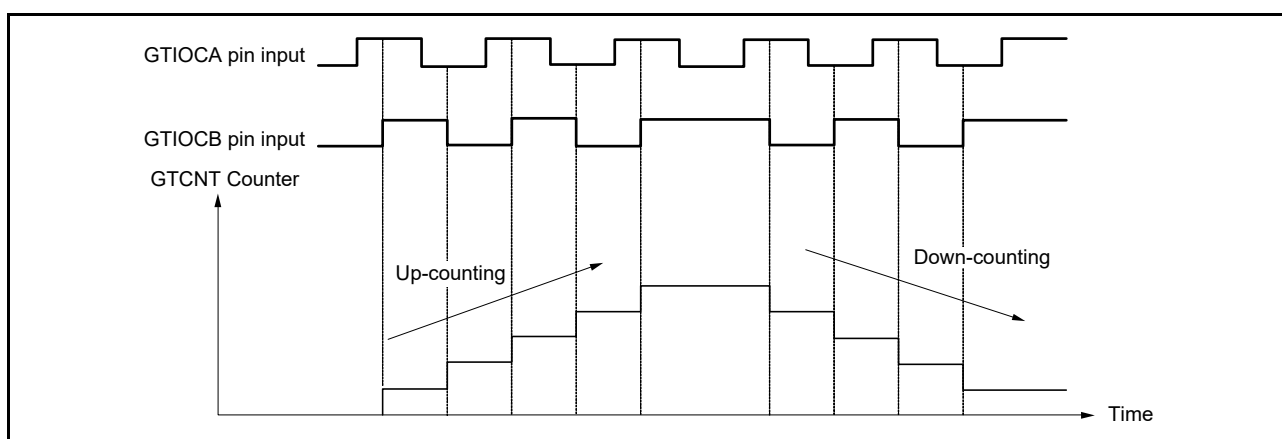 GTIOCA pin input
GTIOCB pin input
GTCNT Counter
Up-counting
Down-counting
Time